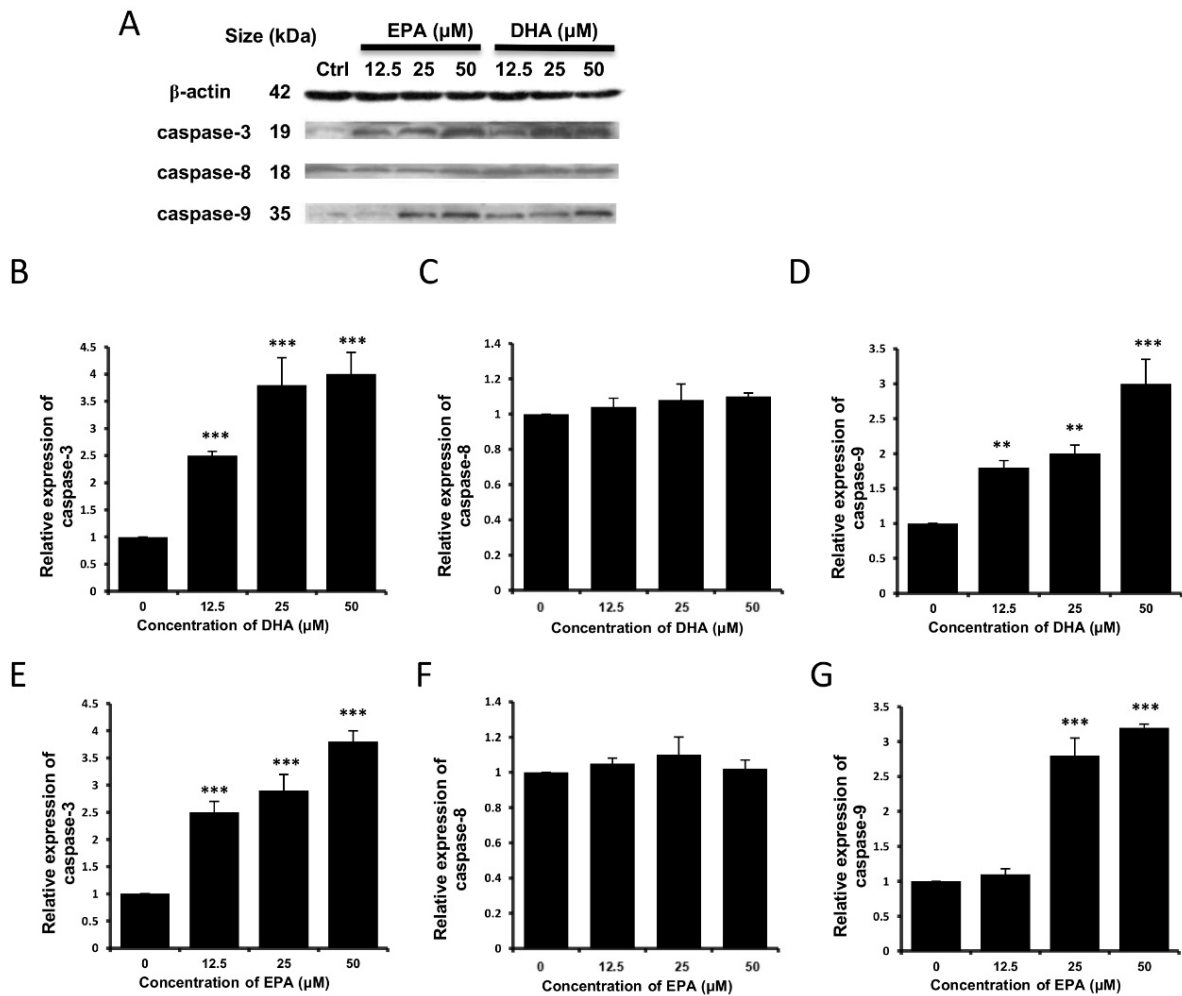 A
Size (kDa)
EPA (μM)
DHA (μM)
Ctrl 12.5 25 50 12.5 25 50
β-actin 42
caspase-3 19
caspase-8 18
caspase-9 35
B
C
D
Relative expression of
caspase-3
4.5
4
3.5
3
2.5
2
1.5
1
0.5
0
***
***
***
0 12.5 25 50
Concentration of DHA (μM)
Relative expression of
caspase-8
1.4
1.2
1
0.8
0.6
0.4
0.2
0
0 12.5 25 50
Concentration of DHA (μM)
Relative expression of
caspase-9
3.5
3
2.5
2
1.5
1
0.5
0
**
**
***
0 12.5 25 50
Concentration of DHA (μM)
E
F
G
Relative expression of
caspase-3
4.5
4
3.5
3
2.5
2
1.5
1
0.5
0
***
***
***
0 12.5 25 50
Concentration of EPA (μM)
Relative expression of
caspase-8
1.4
1.2
1
0.8
0.6
0.4
0.2
0
0 12.5 25 50
Concentration of EPA (μM)
Relative expression of
caspase-9
3.5
3
2.5
2
1.5
1
0.5
0
***
***
0 12.5 25 50
Concentration of EPA (μM)